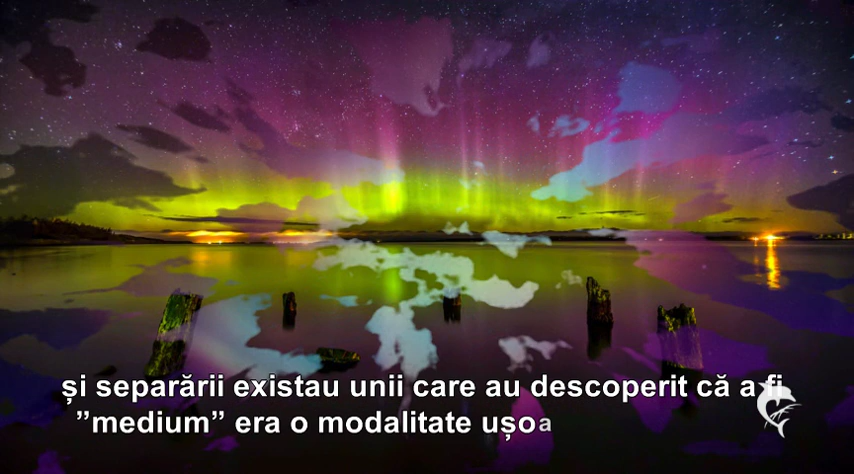 și separării existau unii care au descoperit că a fi
”medium” era o modalitate ușoa